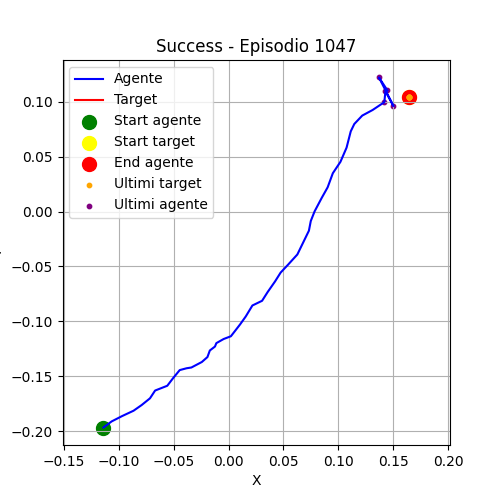 Success - Episodio 1047
Agente
Target
Start agente
Start target
End agente
Ultimi target
Ultimi agente
0.10
0.05
0.00
−0.05
−0.10
−0.15
−0.20
−0.15 −0.10 −0.05 0.00 0.05 0.10 0.15 0.20
X